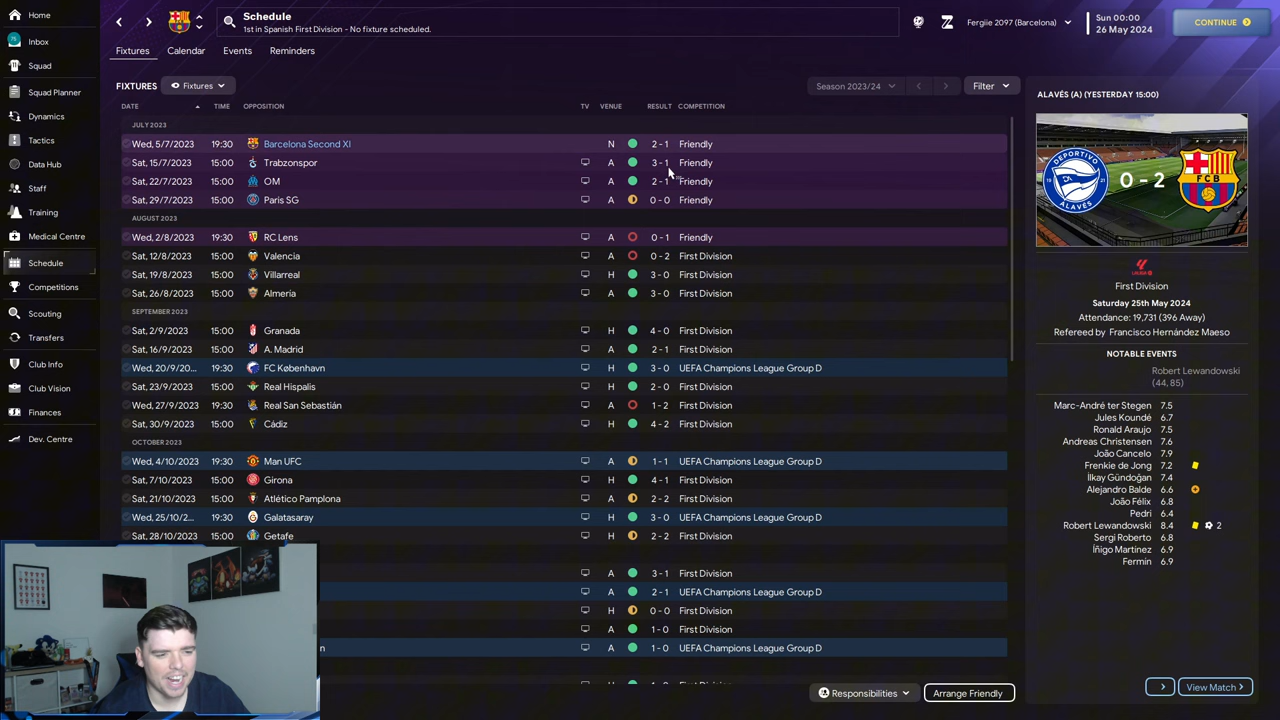 Home
Inbox
Squad
Squad Planner
Dynamics
Tactics
Data Hub
Staff
Training
Medical Centre
Schedule
Competitions
Scouting
Transfers
Club Info
Club Vision
Finances
Dev. Centre
Schedule
1st in Spanish First Division - No fixture scheduled.
Fergiie 2097 (Barcelona)
Sun 00:00
26 May 2024
CONTINUE
Fixtures Calendar Events Reminders
FIXTURES Fixtures Season 2023/24 Filter
DATE TIME OPPOSITION TV VENUE RESULT COMPETITION
JULY 2023
Wed, 5/7/2023 19:30 Barcelona Second XI N 2 - 1 Friendly
Sat, 15/7/2023 15:00 Trabzonspor A 3 - 1 Friendly
Sat, 22/7/2023 15:00 OM A 2 - 1 Friendly
Sat, 29/7/2023 15:00 Paris SG A 0 - 0 Friendly
AUGUST 2023
Wed, 2/8/2023 19:30 RC Lens A 0 - 1 Friendly
Sat, 12/8/2023 15:00 Valencia A 0 - 2 First Division
Sat, 19/8/2023 15:00 Villarreal H 3 - 0 First Division
Sat, 26/8/2023 15:00 Almería A 3 - 0 First Division
SEPTEMBER 2023
Sat, 2/9/2023 15:00 Granada H 4 - 0 First Division
Sat, 16/9/2023 15:00 A. Madrid A 2 - 1 First Division
Wed, 20/9/20... 19:30 FC København H 3 - 0 UEFA Champions League Group D
Sat, 23/9/2023 15:00 Real Hispalis H 2 - 0 First Division
Wed, 27/9/2023 19:30 Real San Sebastián A 1 - 2 First Division
Sat, 30/9/2023 15:00 Cádiz H 4 - 2 First Division
OCTOBER 2023
Wed, 4/10/2023 19:30 Man UFC A 1 - 1 UEFA Champions League Group D
Sat, 7/10/2023 15:00 Girona H 4 - 1 First Division
Sat, 21/10/2023 15:00 Atlético Pamplona A 2 - 2 First Division
Wed, 25/10/2... 19:30 Galatasaray H 3 - 0 UEFA Champions League Group D
Sat, 28/10/2023 15:00 Getafe H 2 - 2 First Division
A 3 - 1 First Division
A 2 - 1 UEFA Champions League Group D
H 0 - 0 First Division
A 1 - 0 First Division
n H 1 - 0 UEFA Champions League Group D
Responsibilities Arrange Friendly
ALAVÉS (A) (YESTERDAY 15:00)
DEPORTIVO
ALAVÉS
0 - 2
FCB
First Division
Saturday 25th May 2024
Attendance: 19,731 (396 Away)
Refereed by Francisco Hernández Maeso
NOTABLE EVENTS
Robert Lewandowski
(44, 85)
Marc-André ter Stegen 7.5
Jules Koundé 6.7
Ronald Araujo 7.5
Andreas Christensen 7.6
João Cancelo 7.9
Frenkie de Jong 7.2
İlkay Gündoğan 7.4
Alejandro Balde 6.6
João Félix 6.8
Pedri 6.4
Robert Lewandowski 8.4 2
Sergi Roberto 6.8
Íñigo Martínez 6.9
Fermín 6.9
View Match